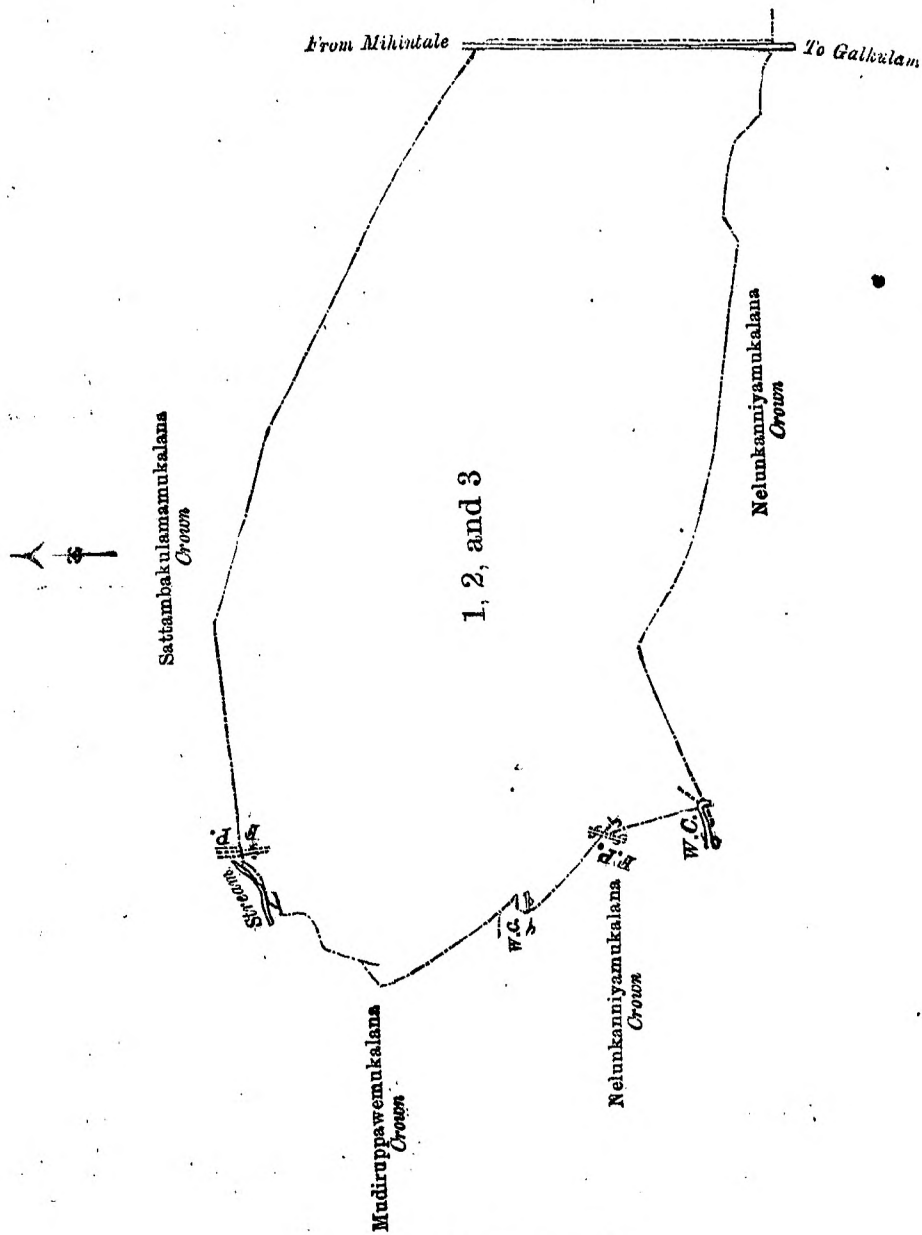 From Mihintale
To Galkulam
Sattambakulamamukalana
Crown
Nelunkanniyamukalana
Crown
1, 2, and 3
F. P.
Stream
W.C.
F. P.
W.C.
Mudiruppawemukalana
Crown
Nelunkanniyamukalana
Crown